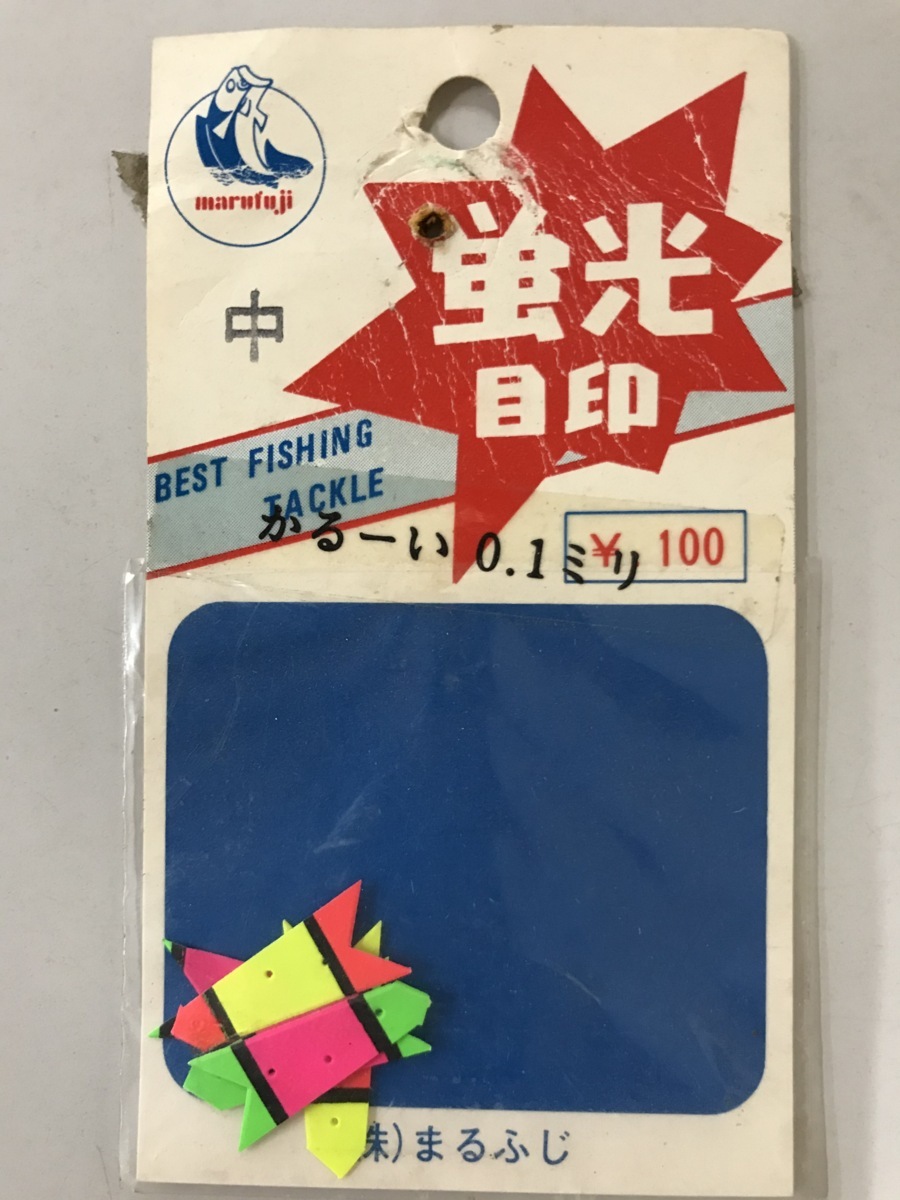 marufuji
蛍光
目印
中
BEST FISHING
TACKLE
かるーい 0.1ミリ
¥ 100
株)まるふじ